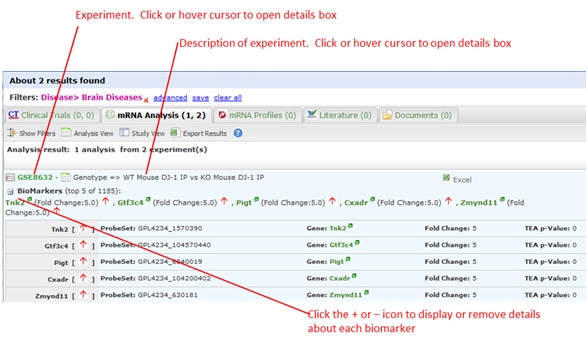 Experiment.  Click or hover cursor to open details box
Description of experiment.  Click or hover cursor to open details box
About 2 results found
Filters: Disease> Brain Diseases advanced save clear all
CT Clinical Trials (0, 0) mRNA Analysis (1, 2) mRNA Profiles (0, 0) Literature (0, 0) Documents (0, 0)
Show Filters Analysis View Study View Export Results
Analysis result: 1 analysis from 2 experiment(s)
GSE8632 - Genotype => WT Mouse DJ-1 IP vs KO Mouse DJ-1 IP Excel
BioMarkers (top 5 of 1185):
Tnk2 (Fold Change:5.0) ↑ , Gtf3c4 (Fold Change:5.0) ↑ , Pigt (Fold Change:5.0) ↑ , Cxadr (Fold Change:5.0) ↑ , Zmynd11 (Fold
Change:5.0) ↑
Tnk2 [ ↑ ] ProbeSet: GPL4234_1570390 Gene: Tnk2 Fold Change: 5 TEA p-Value: 0
Gtf3c4 [ ↑ ] ProbeSet: GPL4234_104570440 Gene: Gtf3c4 Fold Change: 5 TEA p-Value: 0
Pigt [ ↑ ] ProbeSet: Gene: Pigt Fold Change: 5 TEA p-Value: 0
Cxadr [ ↑ ] ProbeSet: GPL4234_104200402 Gene: Cxadr Fold Change: 5 TEA p-Value: 0
Zmynd11 [ ↑ ] ProbeSet: GPL4234_630181 Gene: Zmynd11 Fold Change: 5 TEA p-Value: 0
Click the + or – icon to display or remove details
about each biomarker